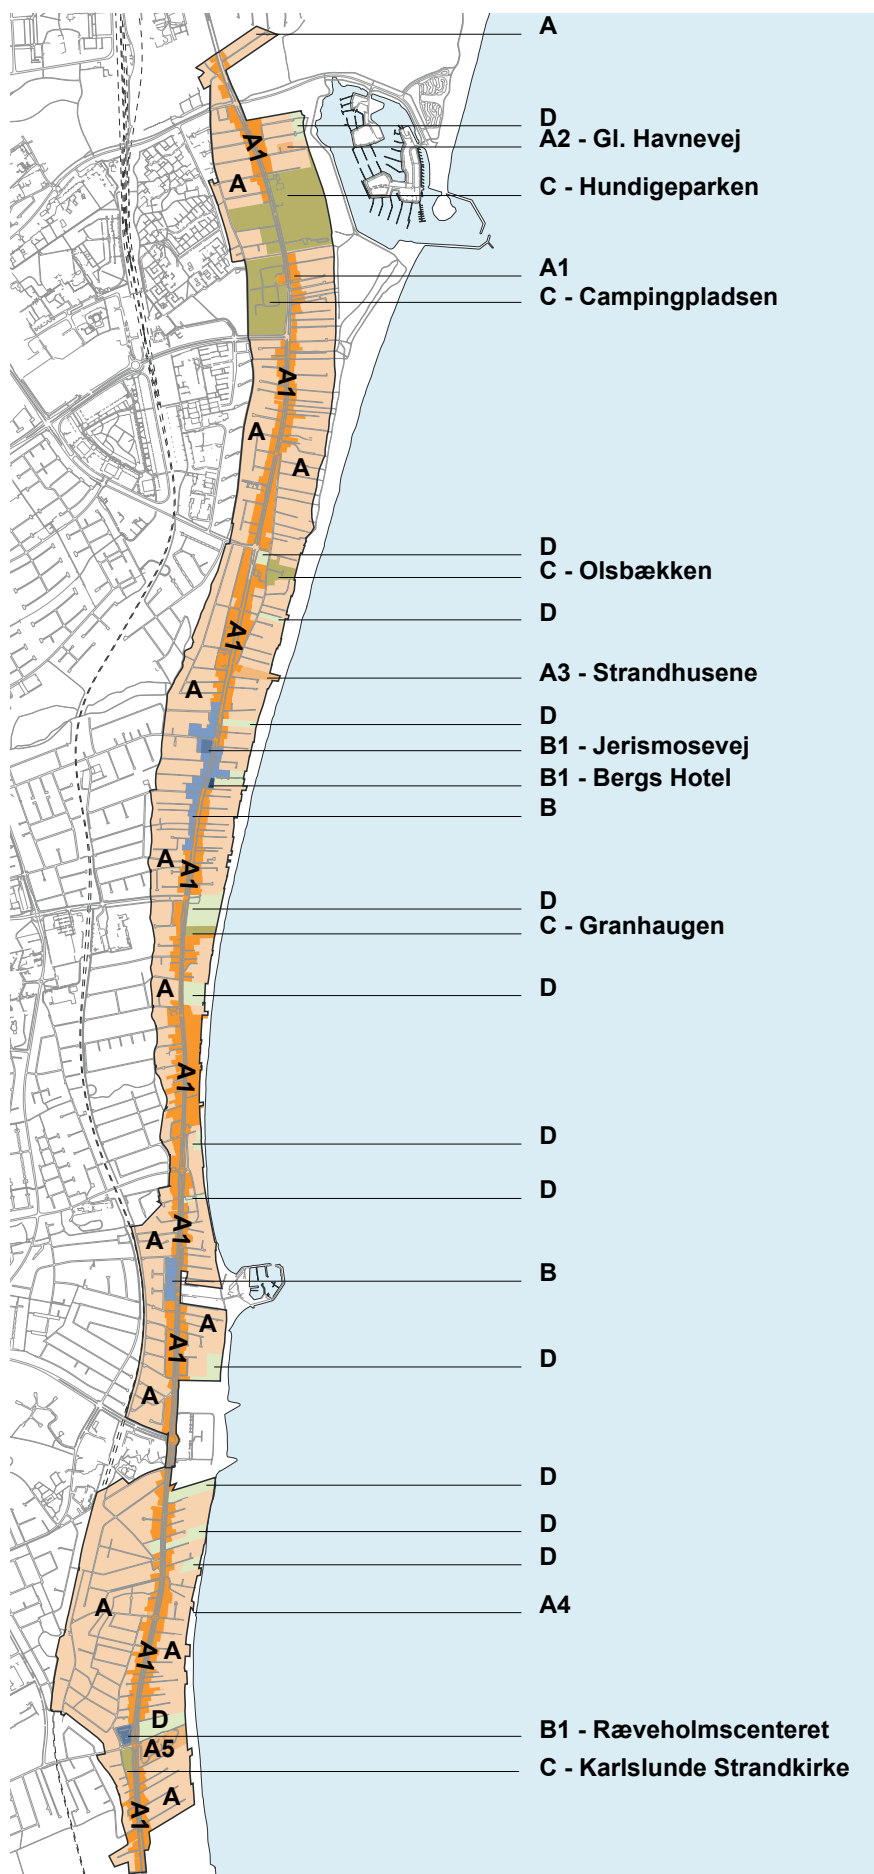 A
D
A2 - Gl. Havnevej
A1
A
C - Hundigeparken
A1
C - Campingpladsen
A1
A
A
D
C - Olsbækken
D
A1
A3 - Strandhusene
A
D
B1 - Jerismosevej
B1 - Bergs Hotel
B
A
A1
D
C - Granhaugen
A
D
A1
D
D
A1
A
B
A
A1
D
A
D
D
D
A
A4
A1
A
D
B1 - Ræveholmscenteret
A5
C - Karlslunde Strandkirke
A
A1